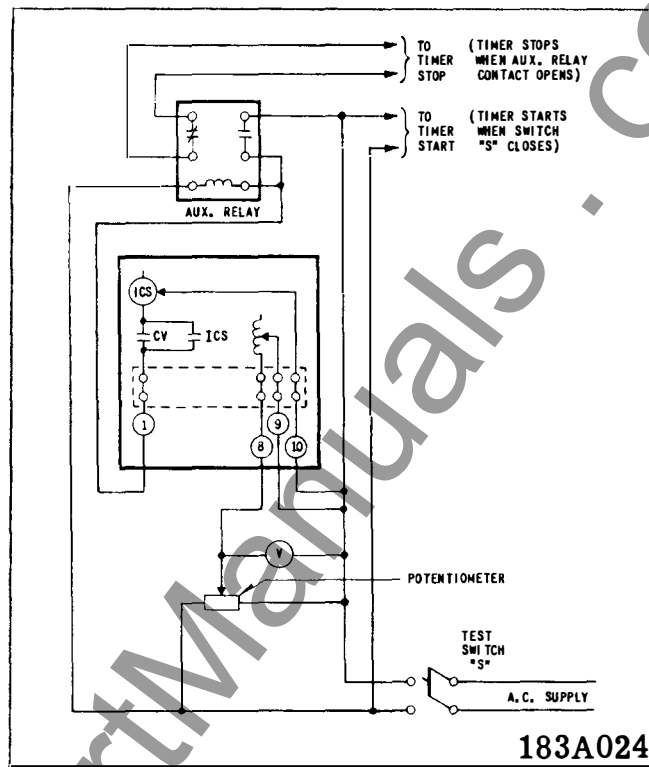 TO (TIMER STOPS
TIMER WHEN AUX. RELAY
STOP CONTACT OPENS)
TO (TIMER STARTS
TIMER WHEN SWITCH
START "S" CLOSES)
AUX. RELAY
ICS
CV ICS
1
8
9
10
V
POTENTIOMETER
TEST
SWITCH
"S"
A.C. SUPPLY
183A024